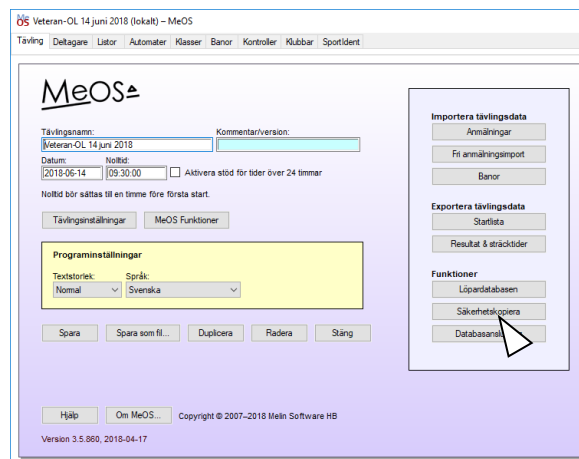 MeOS Veteran-OL 14 juni 2018 (lokalt) – MeOS
Tävling Deltagare Listor Automater Klasser Banor Kontroller Klubbar SportIdent
MeOS
Tävlingsnamn: Kommentar/version:
Veteran-OL 14 juni 2018
Datum: Nolltid:
2018-06-14 09:30:00 Aktivera stöd för tider över 24 timmar
Nolltid bör sättas till en timme före första start.
Tävlingsinställningar MeOS Funktioner
Programinställningar
Textstorlek: Språk:
Normal Svenska
Spara Spara som fil... Duplicera Radera Stäng
Hjälp Om MeOS... Copyright © 2007–2018 Melin Software HB
Version 3.5.860, 2018-04-17
Importera tävlingsdata
Anmälningar
Fri anmälningsimport
Banor
Exportera tävlingsdata
Startlista
Resultat & sträcktider
Funktioner
Löpardatabasen
Säkerhetskopiera